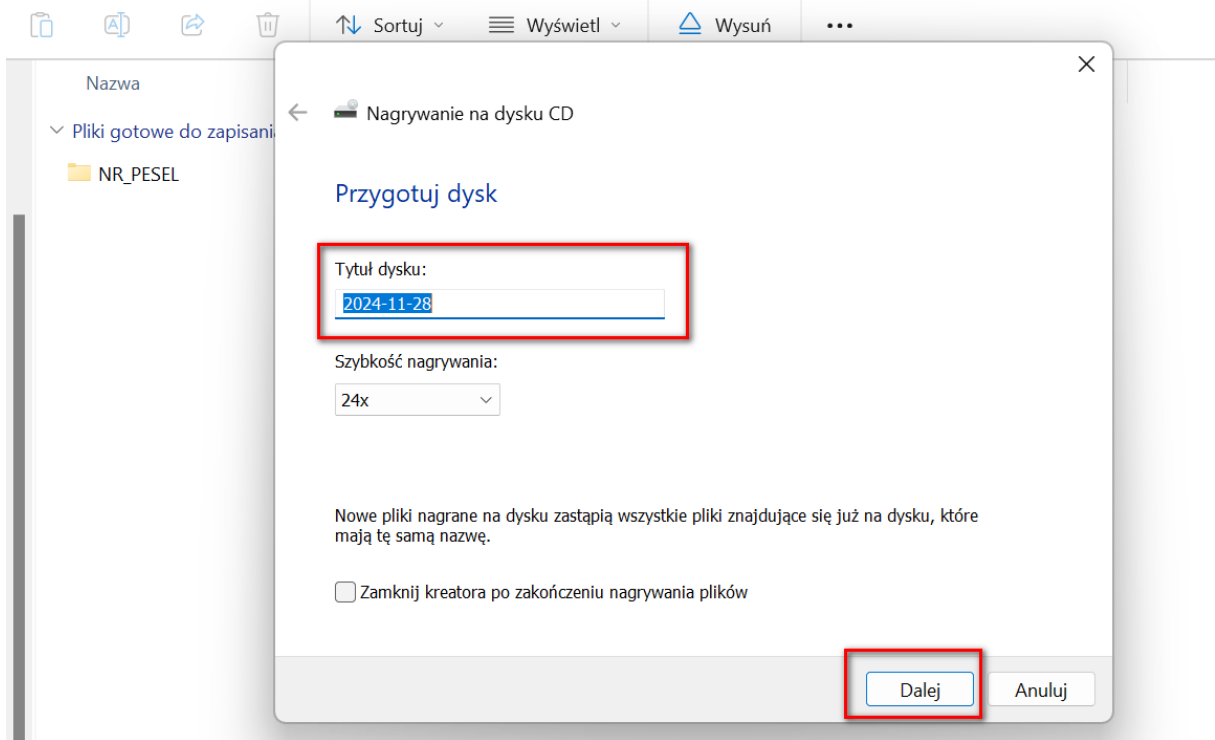 Sortuj
Wyświetl
Wysuń
Nazwa
Pliki gotowe do zapisani
NR_PESEL
Nagrywanie na dysku CD
Przygotuj dysk
Tytuł dysku:
2024-11-28
Szybkość nagrywania:
24x
Nowe pliki nagrane na dysku zastąpią wszystkie pliki znajdujące się już na dysku, które
mają tę samą nazwę.
Zamknij kreatora po zakończeniu nagrywania plików
Dalej
Anuluj